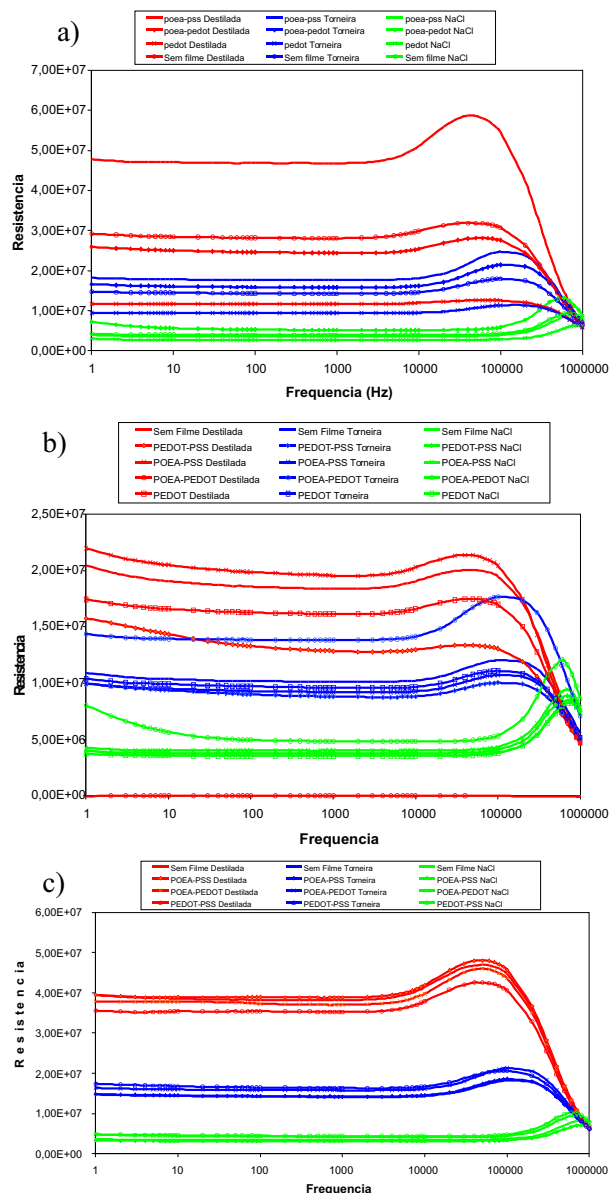 a)
poea-pss Destilada poea-pss Torneira poea-pss NaCl
poea-pedot Destilada poea-pedot Torneira poea-pedot NaCl
pedot Destilada pedot Torneira pedot NaCl
Sem filme Destilada Sem filme Torneira Sem filme NaCl
7,00E+07
6,00E+07
5,00E+07
4,00E+07
3,00E+07
2,00E+07
1,00E+07
0,00E+00
Resistencia
1 10 100 1000 10000 100000 1000000
Frequencia (Hz)
b)
Sem Filme Destilada Sem Filme Torneira Sem Filme NaCl
PEDOT-PSS Destilada PEDOT-PSS Torneira PEDOT-PSS NaCl
POEA-PSS Destilada POEA-PSS Torneira POEA-PSS NaCl
POEA-PEDOT Destilada POEA-PEDOT Torneira POEA-PEDOT NaCl
PEDOT Destilada PEDOT Torneira PEDOT NaCl
2,50E+07
2,00E+07
1,50E+07
1,00E+07
5,00E+06
0,00E+00
Resistencia
1 10 100 1000 10000 100000 1000000
Frequencia
c)
Sem Filme Destilada Sem Filme Torneira Sem Filme NaCl
POEA-PSS Destilada POEA-PSS Torneira POEA-PSS NaCl
POEA-PEDOT Destilada POEA-PEDOT Torneira POEA-PEDOT NaCl
PEDOT-PSS Destilada PEDOT-PSS Torneira PEDOT-PSS NaCl
6,00E+07
5,00E+07
4,00E+07
3,00E+07
2,00E+07
1,00E+07
0,00E+00
Resistencia
1 10 100 1000 10000 100000 1000000
Frequencia